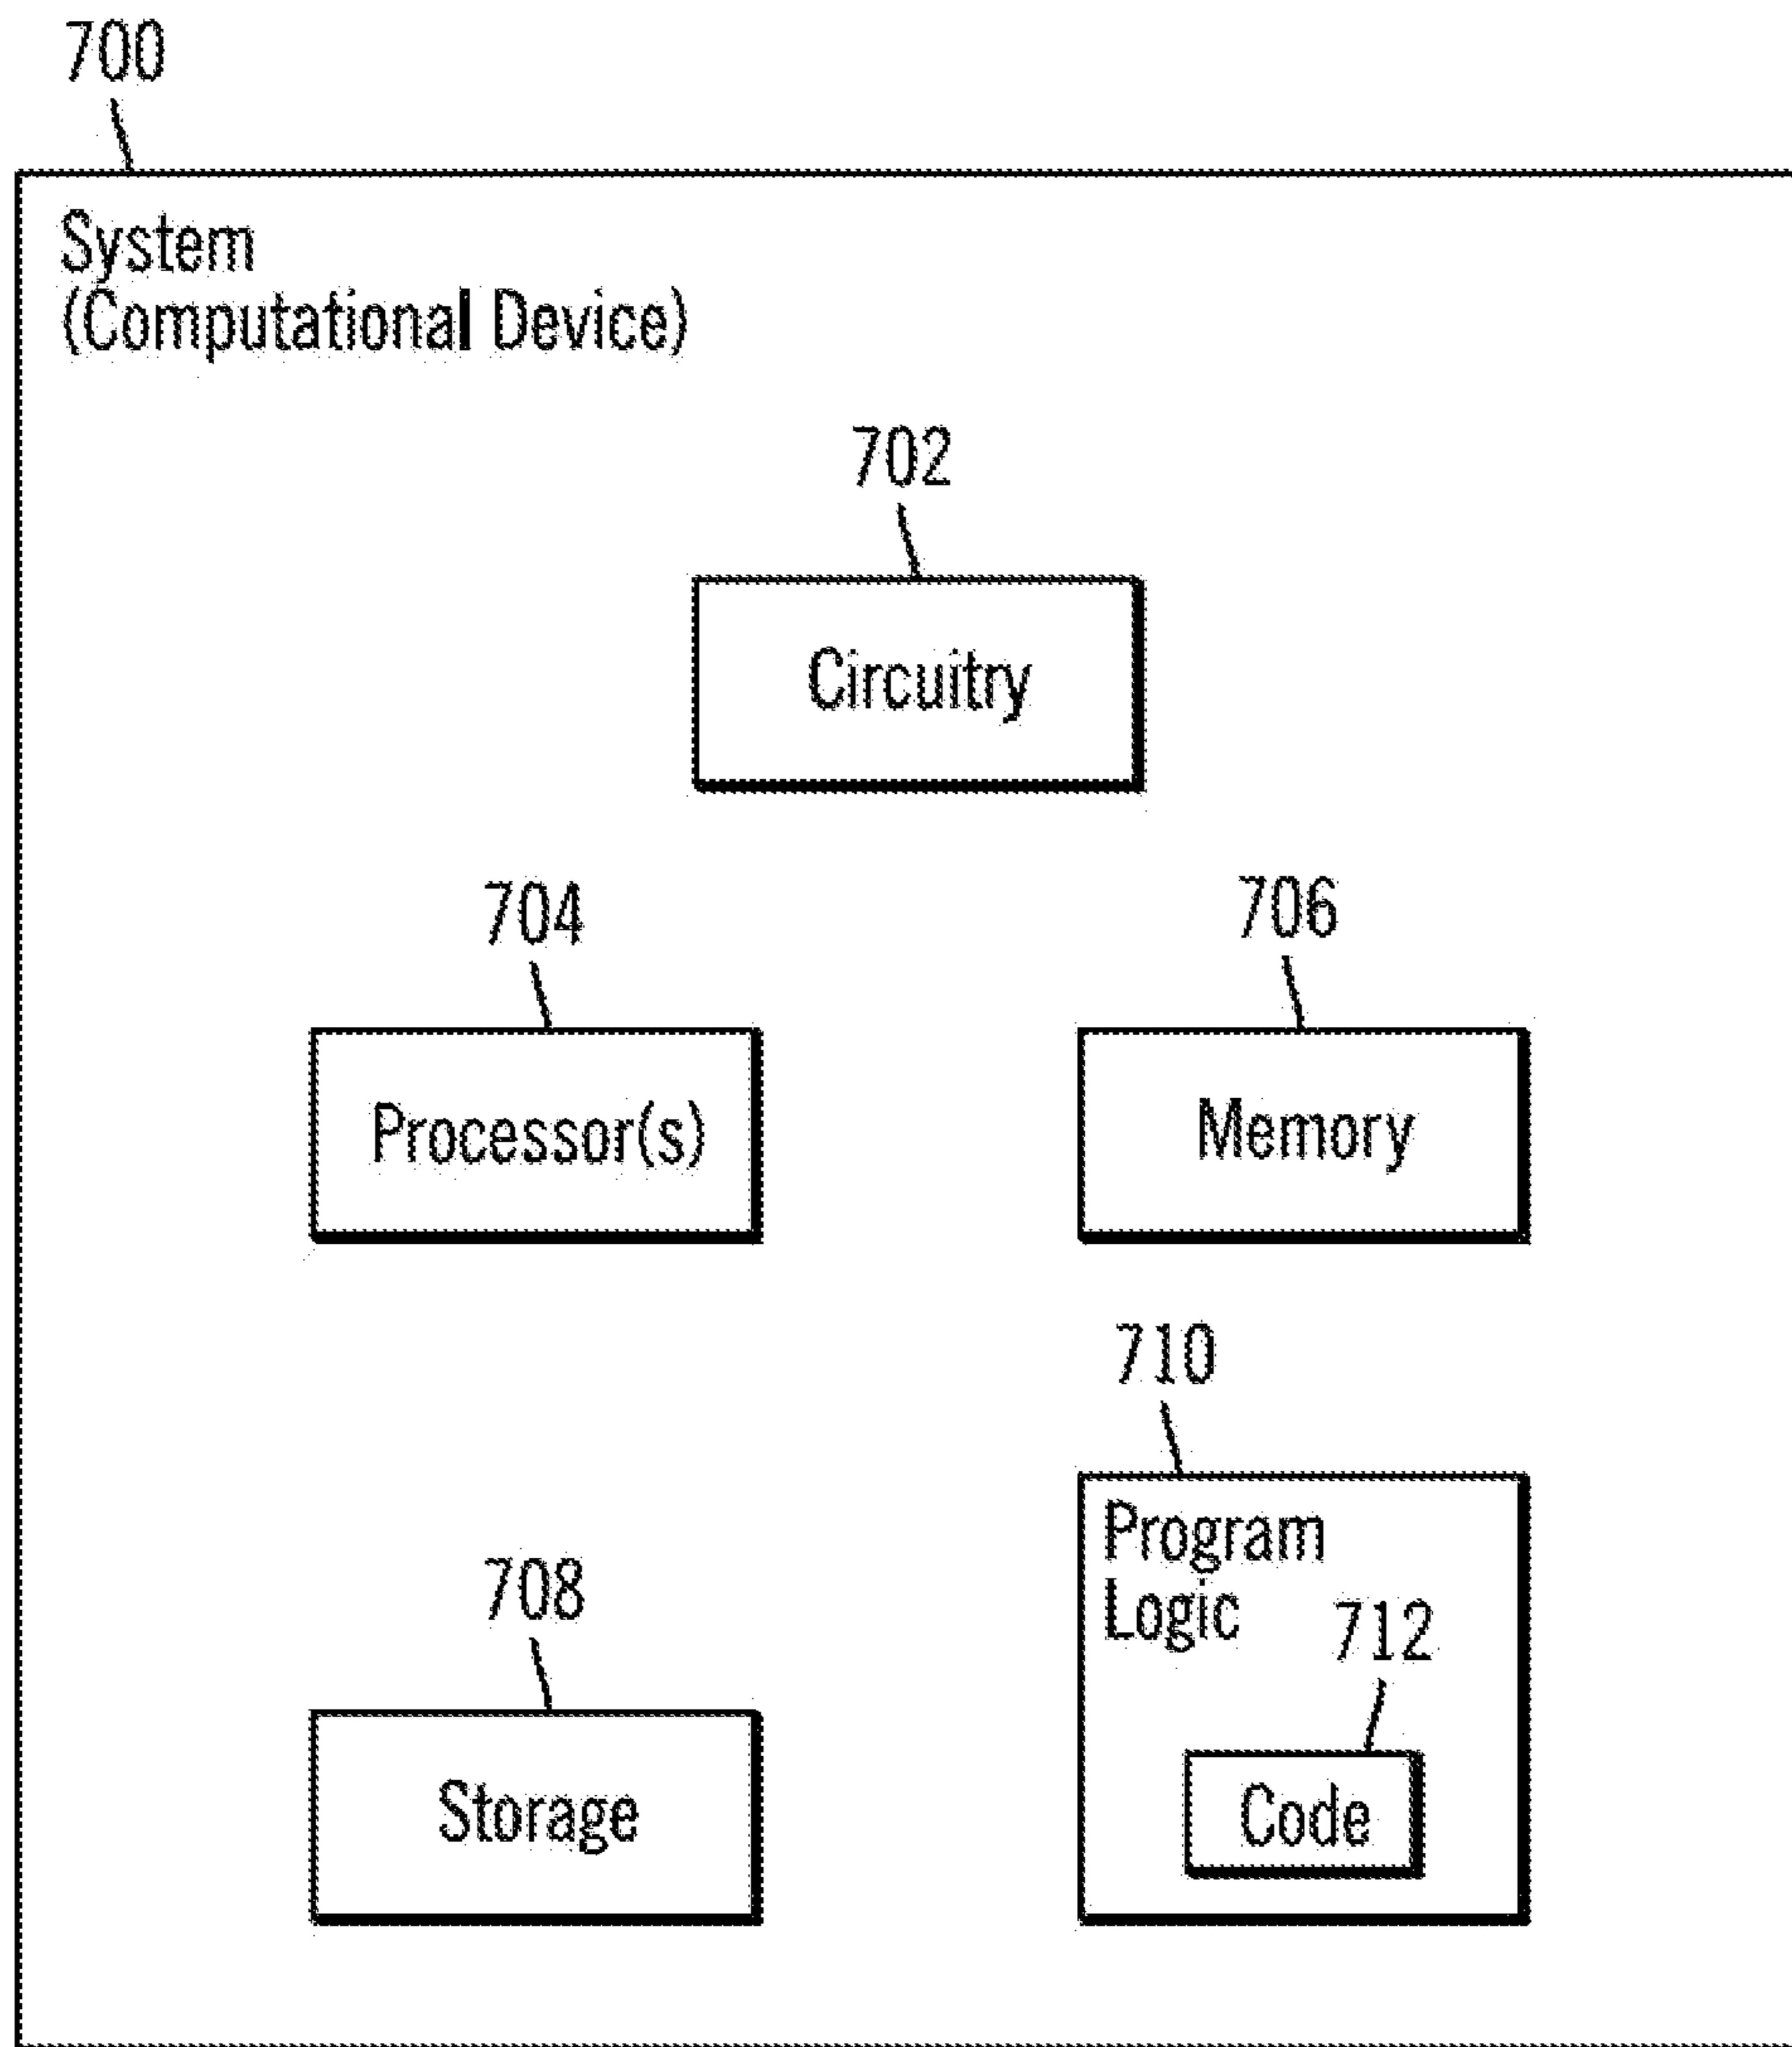 700
System
(Computational Device)
702
Circuitry
704
Processor(s)
706
Memory
708
Storage
710
Program
Logic
712
Code